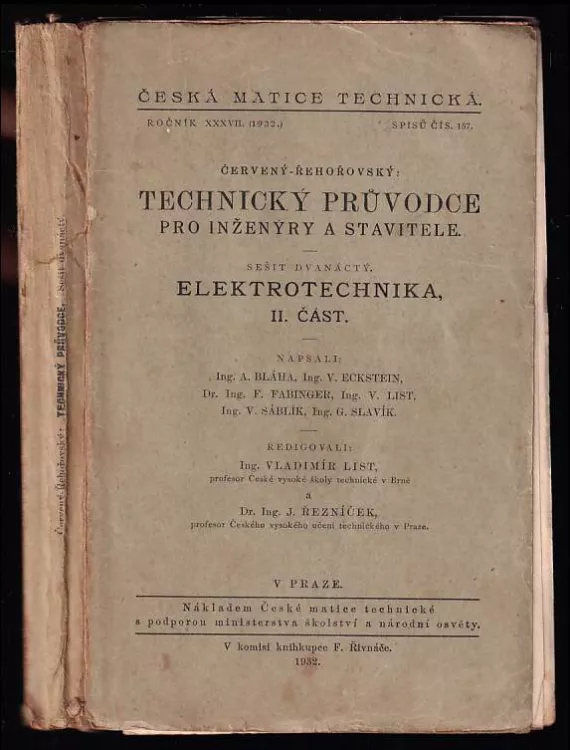 ČESKÁ MATICE TECHNICKÁ.
ROČNÍK XXXVII. (1932.) SPISŮ ČÍS. 157.
ČERVENÝ-ŘEHOŘOVSKÝ:
TECHNICKÝ PRŮVODCE
PRO INŽENÝRY A STAVITELE.
SEŠIT DVANÁCTÝ.
ELEKTROTECHNIKA,
II. ČÁST.
NAPSALI:
Ing. A. BLÁHA, Ing. V. ECKSTEIN,
Dr. Ing. F. FABINGER, Ing. V. LIST,
Ing. V. SÁBLÍK, Ing. G. SLAVÍK.
REDIGOVALI:
Ing. VLADIMÍR LIST,
profesor České vysoké školy technické v Brně
a
Dr. Ing. J. ŘEZNÍČEK,
profesor Českého vysokého učení technického v Praze.
V PRAZE.
Nákladem České matice technické
s podporou ministerstva školství a národní osvěty.
V komisi knihkupce F. Řivnáče.
1932.
Červený-Řehořovský: TECHNICKÝ PRŮVODCE. Sešit dvanáctý